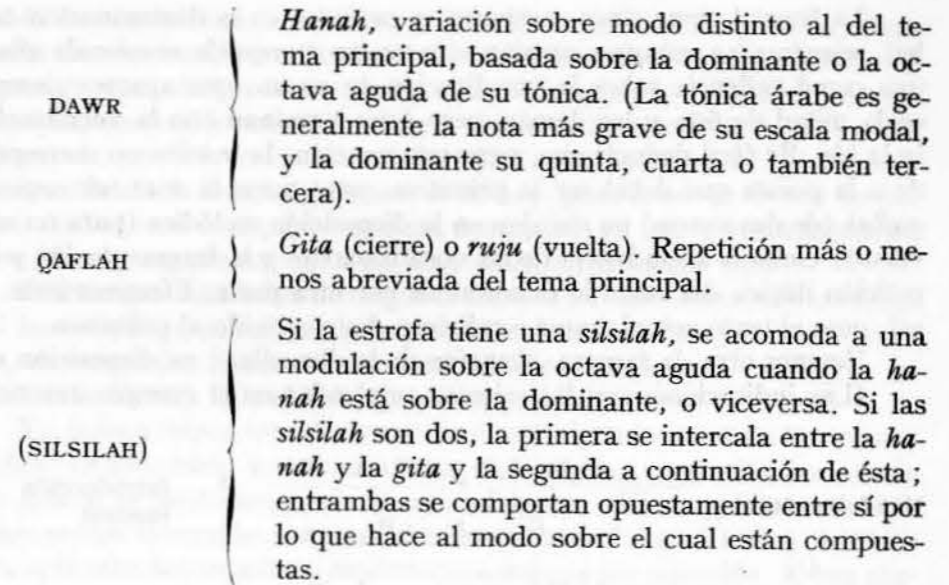 Hanah, variación sobre modo distinto al del te-
ma principal, basada sobre la dominante o la oc-
DAWR
tava aguda de su tónica. (La tónica árabe es ge-
neralmente la nota más grave de su escala modal,
y la dominante su quinta, cuarta o también ter-
cera).
QAFLAH
Gita (cierre) o ruju (vuelta). Repetición más o me-
nos abreviada del tema principal.
Si la estrofa tiene una silsilah, se acomoda a una
modulación sobre la octava aguda cuando la ha-
nah está sobre la dominante, o viceversa. Si las
(SILSILAH)
silsilah son dos, la primera se intercala entre la ha-
nah y la gita y la segunda a continuación de ésta;
entrambas se comportan opuestamente entre sí por
lo que hace al modo sobre el cual están compues-
tas.